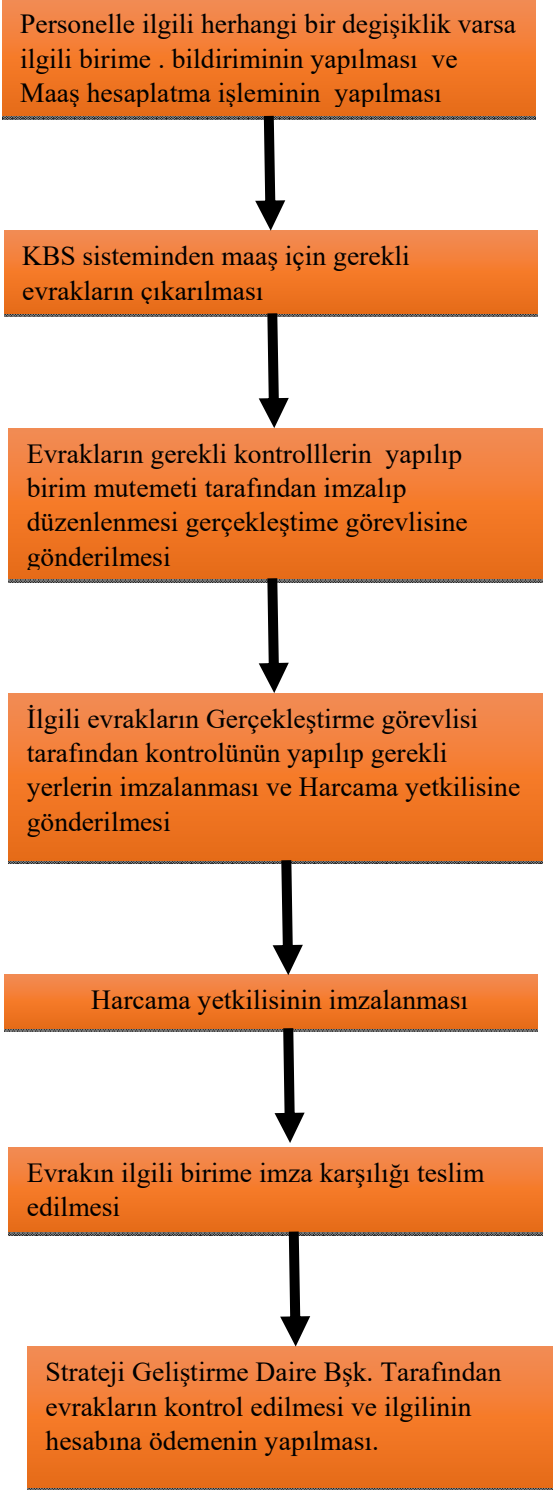 Personelle ilgili herhangi bir degişiklik varsa
ilgili birime . bildiriminin yapılması ve
Maaş hesaplatma işleminin yapılması
KBS sisteminden maaş için gerekli
evrakların çıkarılması
Evrakların gerekli kontrolllerin yapılıp
birim mutemeti tarafından imzalıp
düzenlenmesi gerçekleştime görevlisine
gönderilmesi
İlgili evrakların Gerçekleştirme görevlisi
tarafından kontrolünün yapılıp gerekli
yerlerin imzalanması ve Harcama yetkilisine
gönderilmesi
Harcama yetkilisinin imzalanması
Evrakın ilgili birime imza karşılığı teslim
edilmesi
Strateji Geliştirme Daire Bşk. Tarafından
evrakların kontrol edilmesi ve ilgilinin
hesabına ödemenin yapılması.